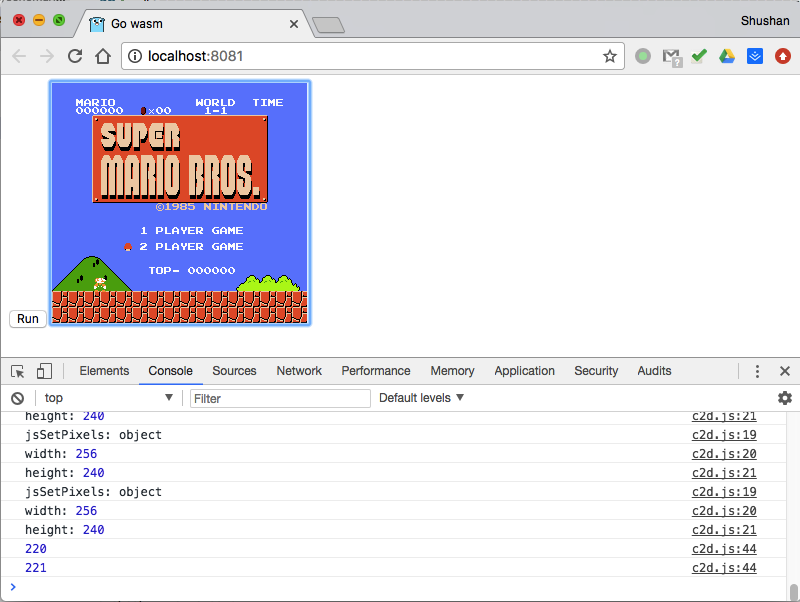 Go wasm
Shushan
localhost:8081
MARIO WORLD TIME
000000 ×00 1-1
SUPER
MARIO BROS.
©1985 NINTENDO
1 PLAYER GAME
2 PLAYER GAME
TOP- 000000
Run
Elements Console Sources Network Performance Memory Application Security Audits
top Filter Default levels
height: 240 c2d.js:21
jsSetPixels: object c2d.js:19
width: 256 c2d.js:20
height: 240 c2d.js:21
jsSetPixels: object c2d.js:19
width: 256 c2d.js:20
height: 240 c2d.js:21
220 c2d.js:44
221 c2d.js:44